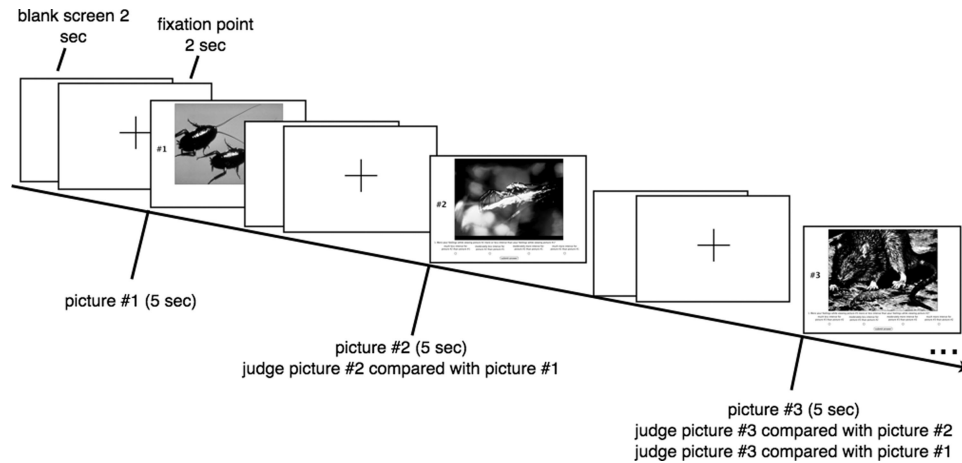 blank screen 2
sec
fixation point
2 sec
#1
#2
#3
picture #1 (5 sec)
picture #2 (5 sec)
judge picture #2 compared with picture #1
picture #3 (5 sec)
judge picture #3 compared with picture #2
judge picture #3 compared with picture #1
...